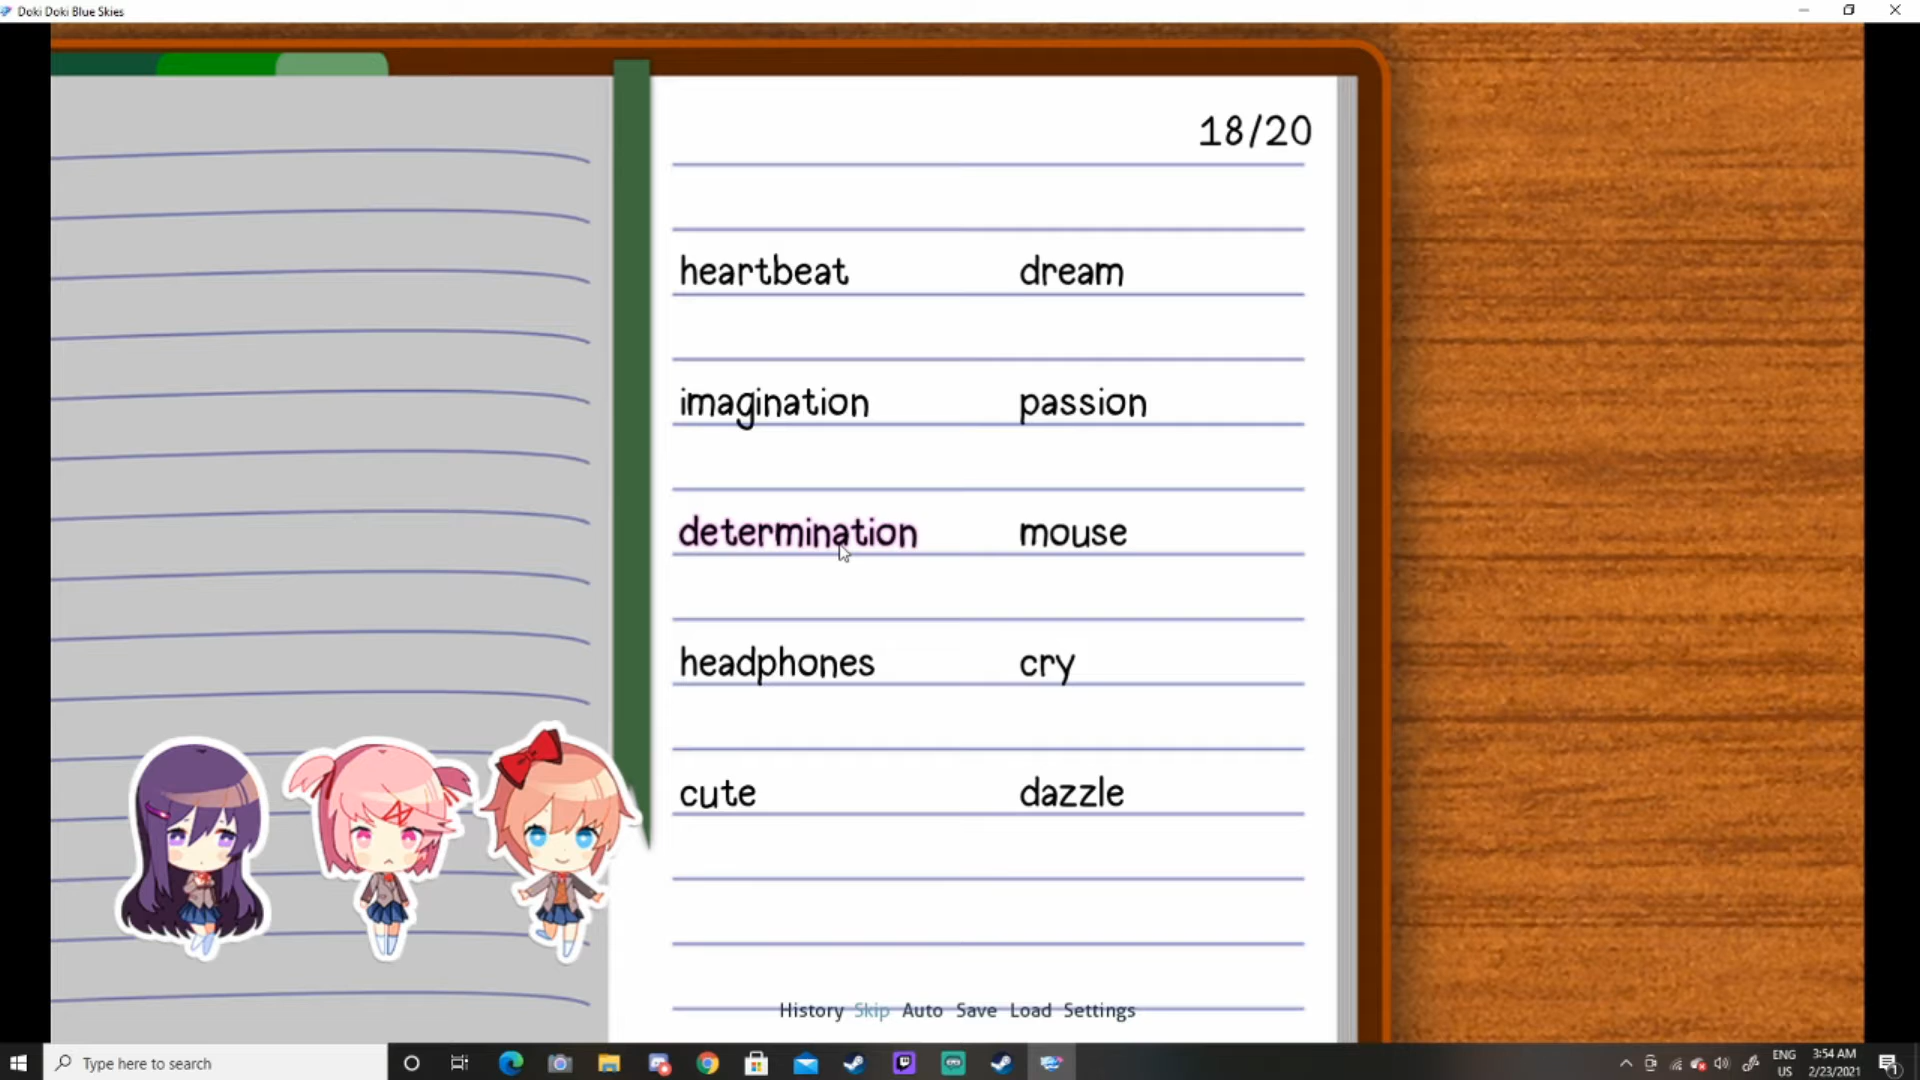 Doki Doki Blue Skies
18/20
heartbeat dream
imagination passion
determination mouse
headphones cry
cute dazzle
History Skip Auto Save Load Settings
Type here to search
ENG
US
3:54 AM
2/23/2021
1